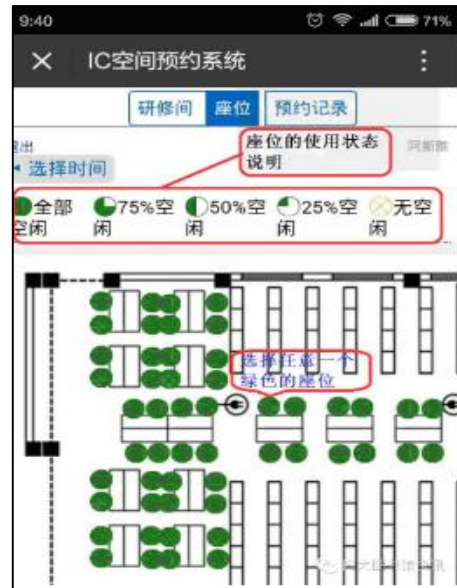 9:40 71%
IC空间预约系统
研修间 座位 预约记录
座位的使用状态
说明
选择时间
全部 75%空 50%空 25%空 无空
空闲 闲 闲 闲 闲
选择任意一个
绿色的座位